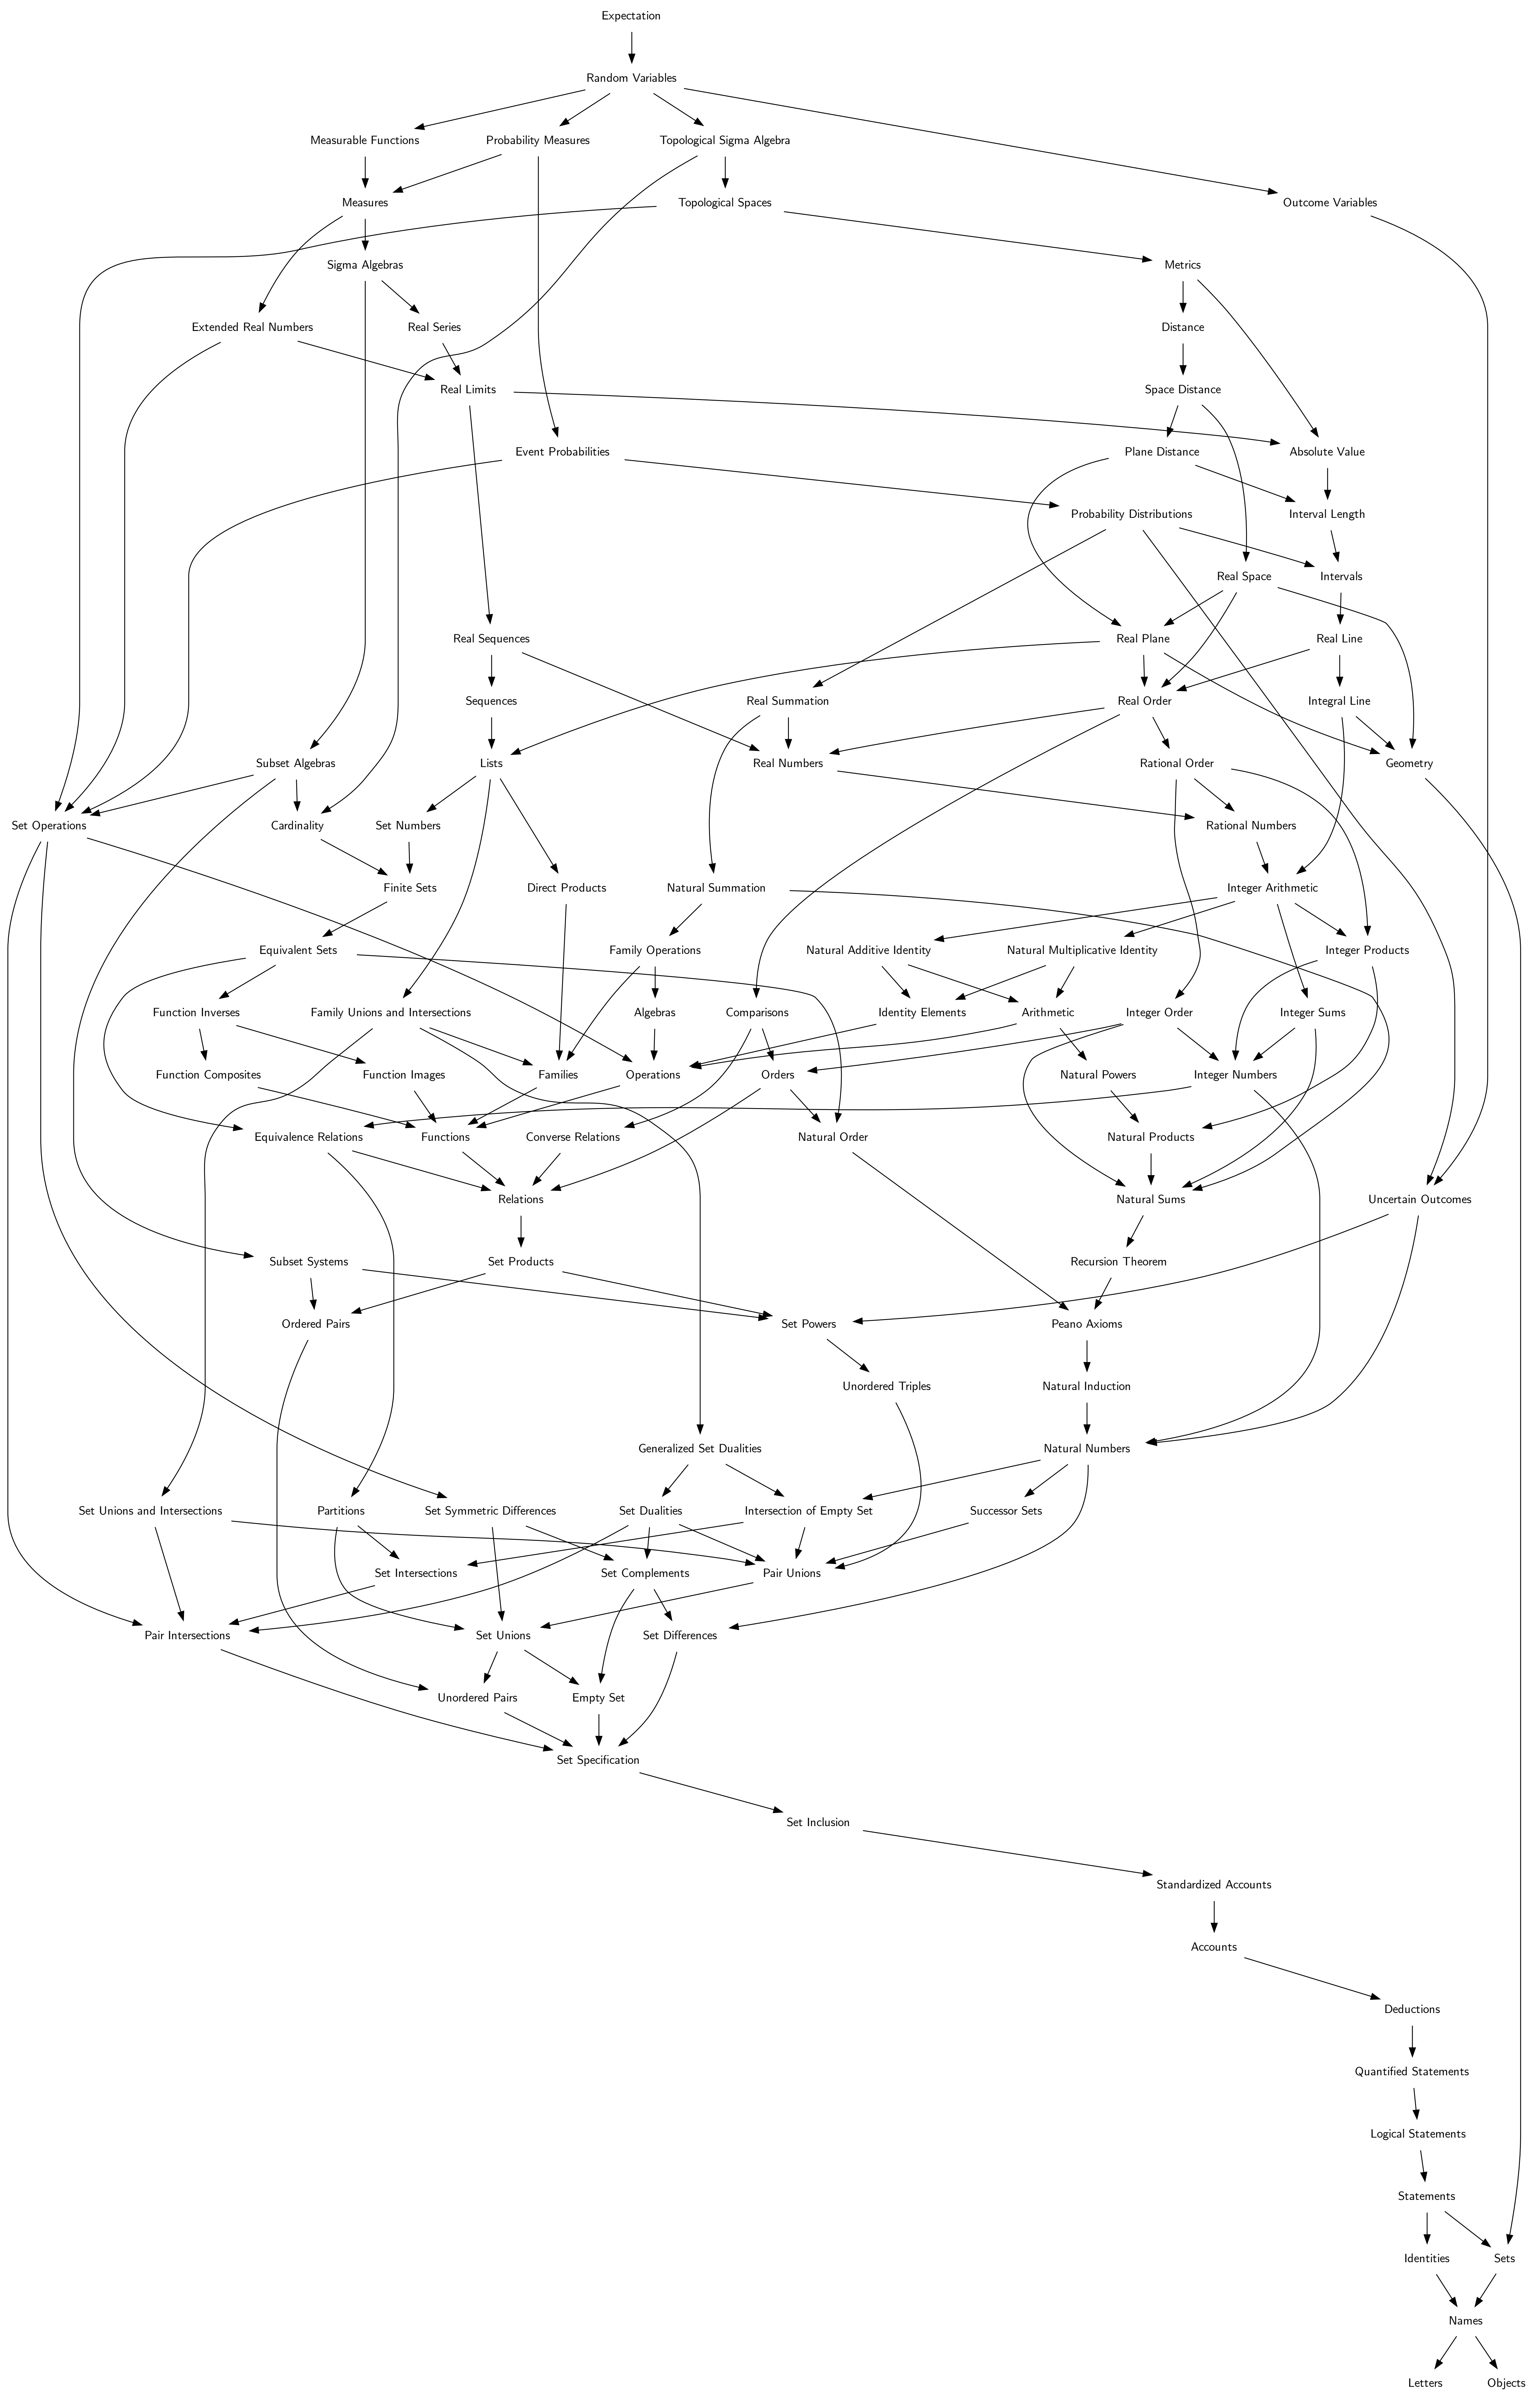 Expectation
Random Variables
Measurable Functions
Probability Measures
Topological Sigma Algebra
Measures
Topological Spaces
Outcome Variables
Sigma Algebras
Metrics
Extended Real Numbers
Real Series
Distance
Real Limits
Space Distance
Event Probabilities
Plane Distance
Absolute Value
Probability Distributions
Interval Length
Real Space
Intervals
Real Sequences
Real Plane
Real Line
Sequences
Real Summation
Real Order
Integral Line
Subset Algebras
Lists
Real Numbers
Rational Order
Geometry
Set Operations
Cardinality
Set Numbers
Rational Numbers
Finite Sets
Direct Products
Natural Summation
Integer Arithmetic
Equivalent Sets
Family Operations
Natural Additive Identity
Natural Multiplicative Identity
Integer Products
Function Inverses
Family Unions and Intersections
Algebras
Comparisons
Identity Elements
Arithmetic
Integer Order
Integer Sums
Function Composites
Function Images
Families
Operations
Orders
Natural Powers
Integer Numbers
Equivalence Relations
Functions
Converse Relations
Natural Order
Natural Products
Relations
Natural Sums
Uncertain Outcomes
Subset Systems
Set Products
Recursion Theorem
Ordered Pairs
Set Powers
Peano Axioms
Unordered Triples
Natural Induction
Generalized Set Dualities
Natural Numbers
Set Unions and Intersections
Partitions
Set Symmetric Differences
Set Dualities
Intersection of Empty Set
Successor Sets
Set Intersections
Set Complements
Pair Unions
Pair Intersections
Set Unions
Set Differences
Unordered Pairs
Empty Set
Set Specification
Set Inclusion
Standardized Accounts
Accounts
Deductions
Quantified Statements
Logical Statements
Statements
Identities
Sets
Names
Letters
Objects